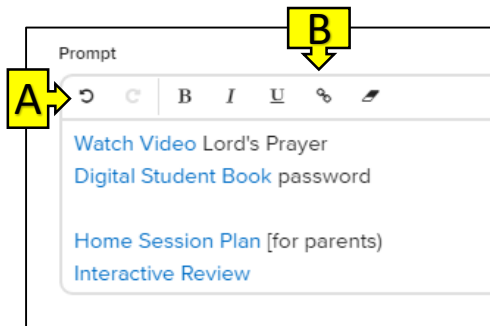 B
Prompt
A B I U
Watch Video Lord's Prayer
Digital Student Book password
Home Session Plan [for parents)
Interactive Review